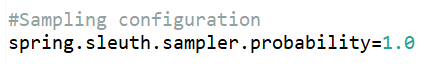 #Sampling configuration
spring.sleuth.sampler.probability=1.0